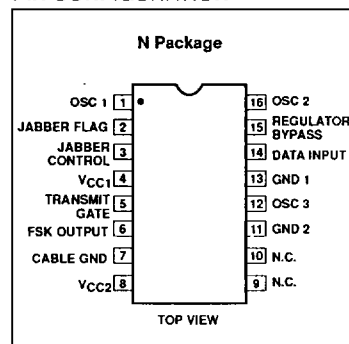 N Package
OSC 1 1
JABBER FLAG 2
JABBER
CONTROL 3
VCC1 4
TRANSMIT
GATE 5
FSK OUTPUT 6
CABLE GND 7
VCC2 8
16 OSC 2
15 REGULATOR
BYPASS
14 DATA INPUT
13 GND 1
12 OSC 3
11 GND 2
10 N.C.
9 N.C.
TOP VIEW